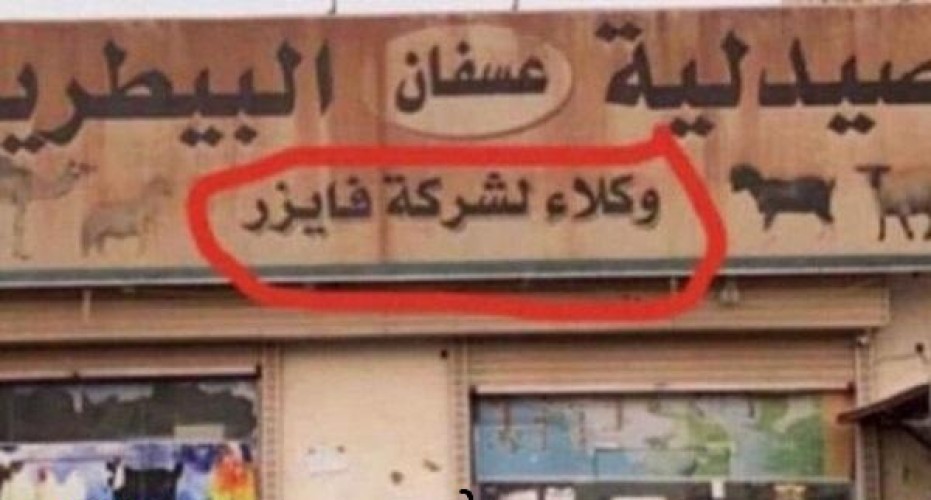 صيدلية عسفان البيطرية
وكلاء لشركة فايزر